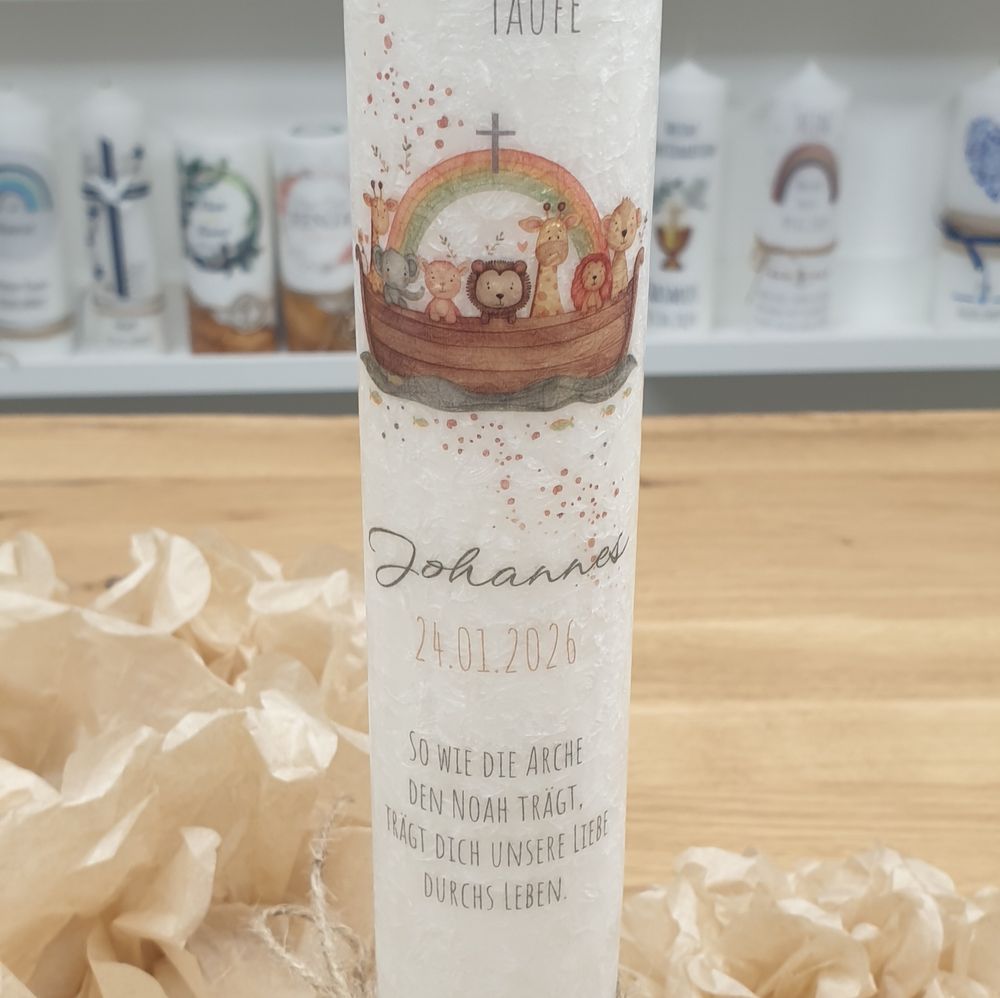 TAUFE
Johannes
24.01.2026
SO WIE DIE ARCHE
DEN NOAH TRÄGT,
TRÄGT DICH UNSERE LIEBE
DURCHS LEBEN.